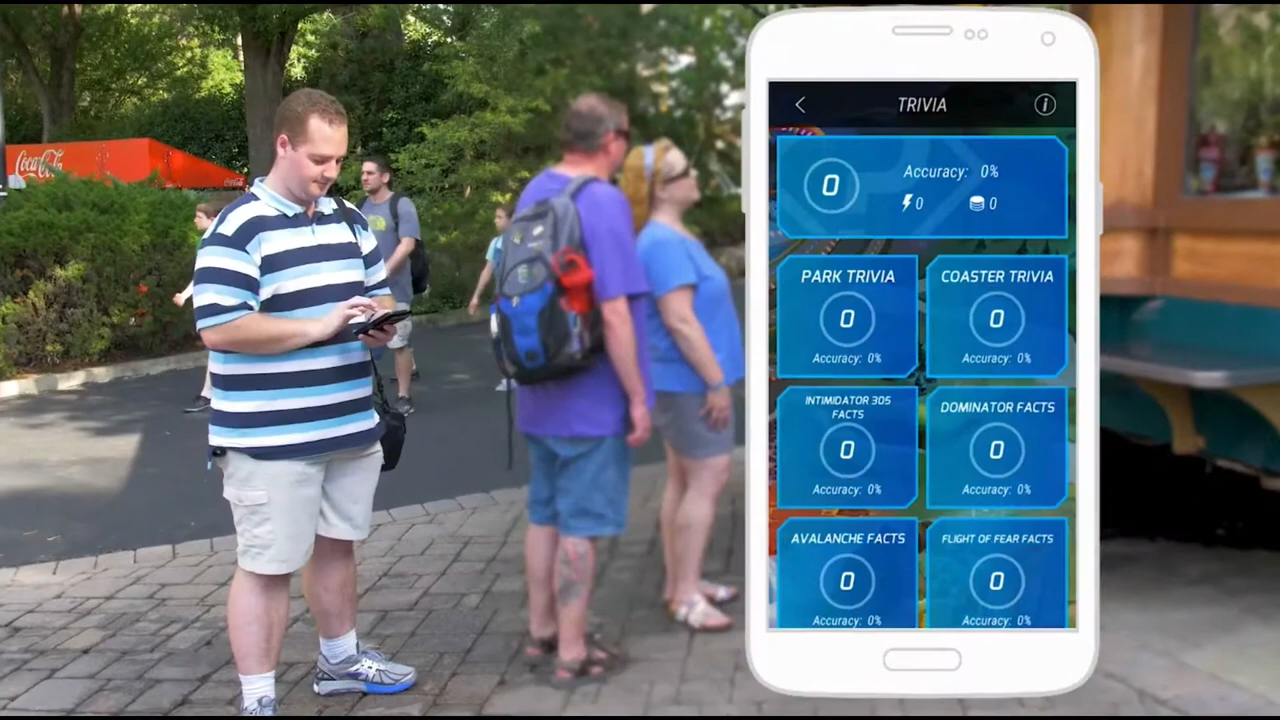 Coca-Cola
Coca-Cola
TRIVIA
i
0
Accuracy: 0%
0
0
PARK TRIVIA
0
Accuracy: 0%
COASTER TRIVIA
0
Accuracy: 0%
INTIMIDATOR 305
FACTS
0
Accuracy: 0%
DOMINATOR FACTS
0
Accuracy: 0%
AVALANCHE FACTS
0
Accuracy: 0%
FLIGHT OF FEAR FACTS
0
Accuracy: 0%